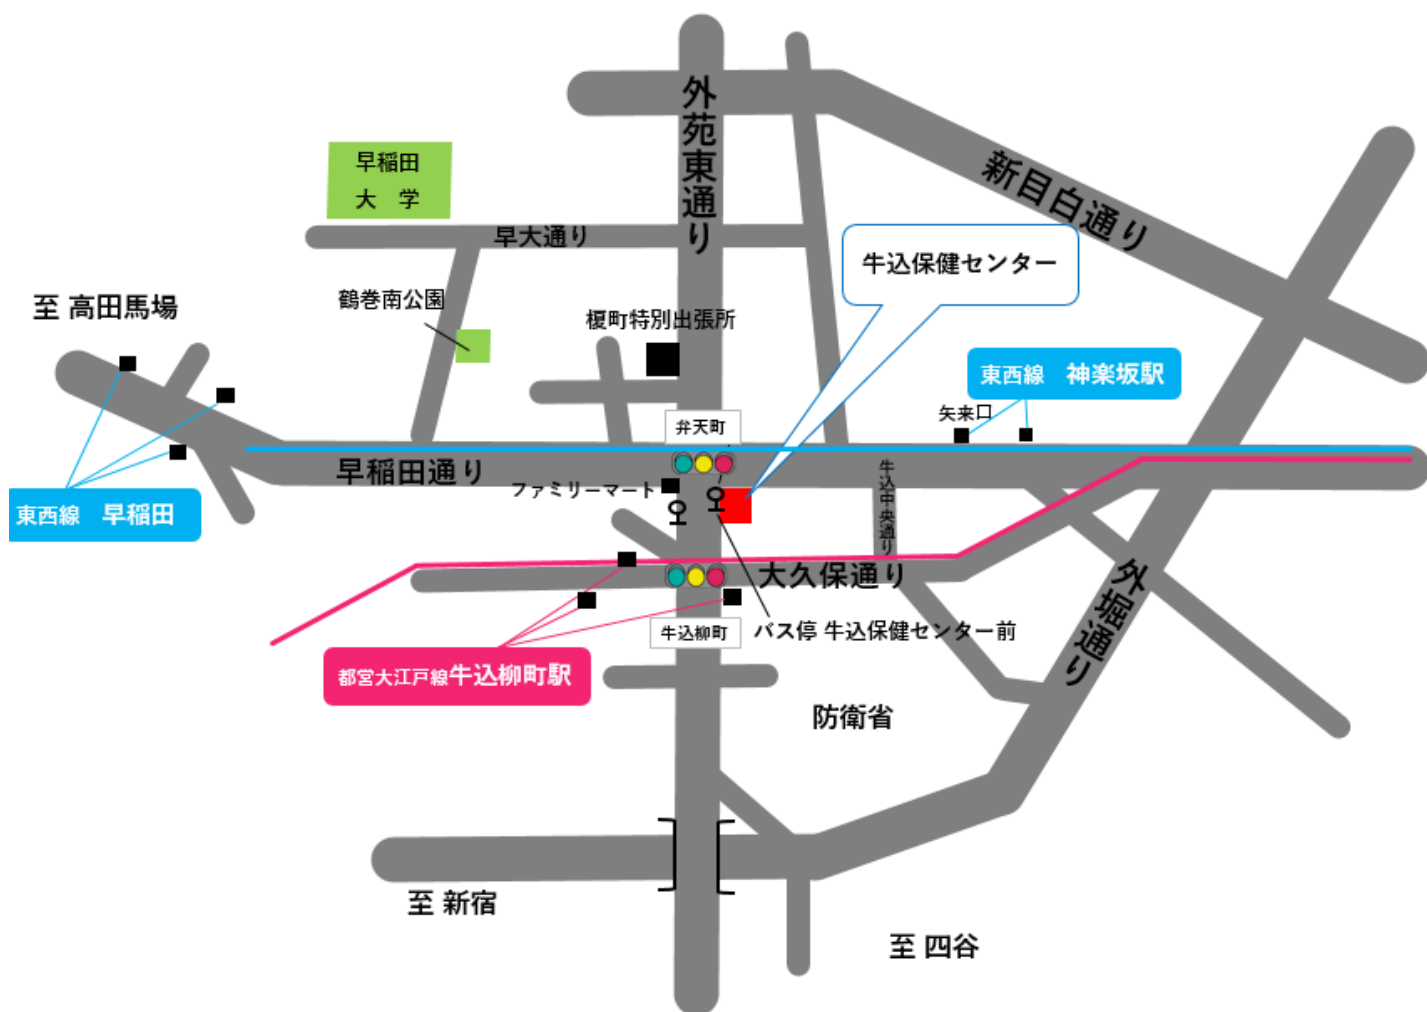 外苑東通り
新目白通り
早稲田
大　学
早大通り
牛込保健センター
至 高田馬場
鶴巻南公園
榎町特別出張所
東西線　神楽坂駅
矢来口
弁天町
早稲田通り
ファミリーマート
牛込中央通り
東西線　早稲田
大久保通り
外堀通り
牛込柳町
バス停 牛込保健センター前
都営大江戸線牛込柳町駅
防衛省
至 新宿
至 四谷